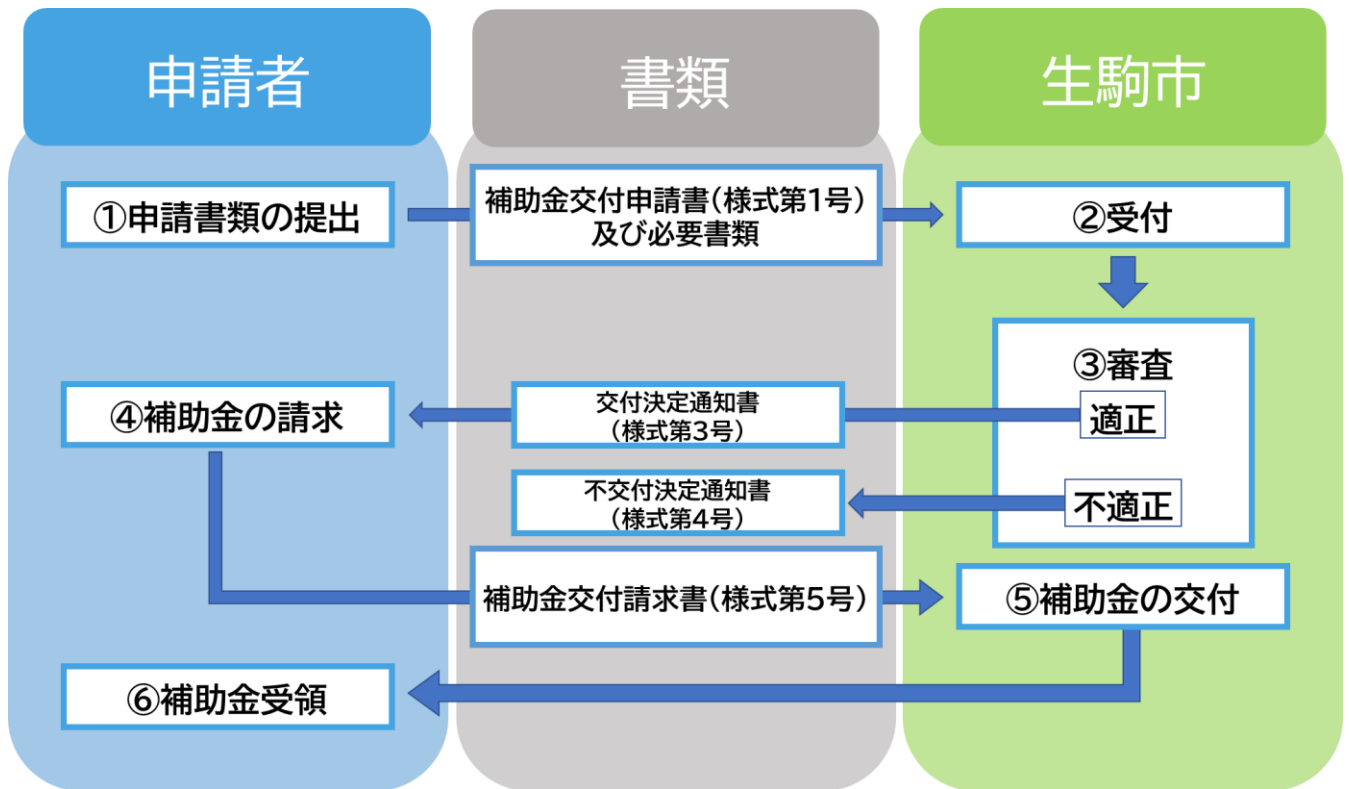 申請者
書類
生駒市
①申請書類の提出
補助金交付申請書(様式第1号)
及び必要書類
②受付
③審査
適正
交付決定通知書
(様式第3号)
④補助金の請求
不適正
不交付決定通知書
(様式第4号)
補助金交付請求書(様式第5号)
⑤補助金の交付
⑥補助金受領